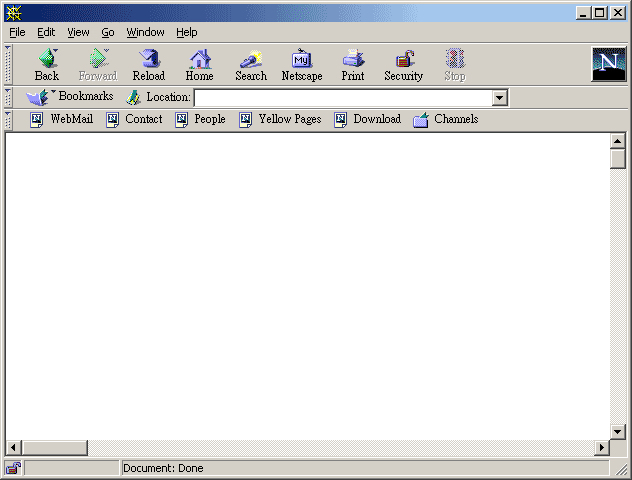 File Edit View Go Window Help
Back Forward Reload Home Search My Netscape Print Security Stop N
Bookmarks Location:
WebMail Contact People Yellow Pages Download Channels
Document: Done